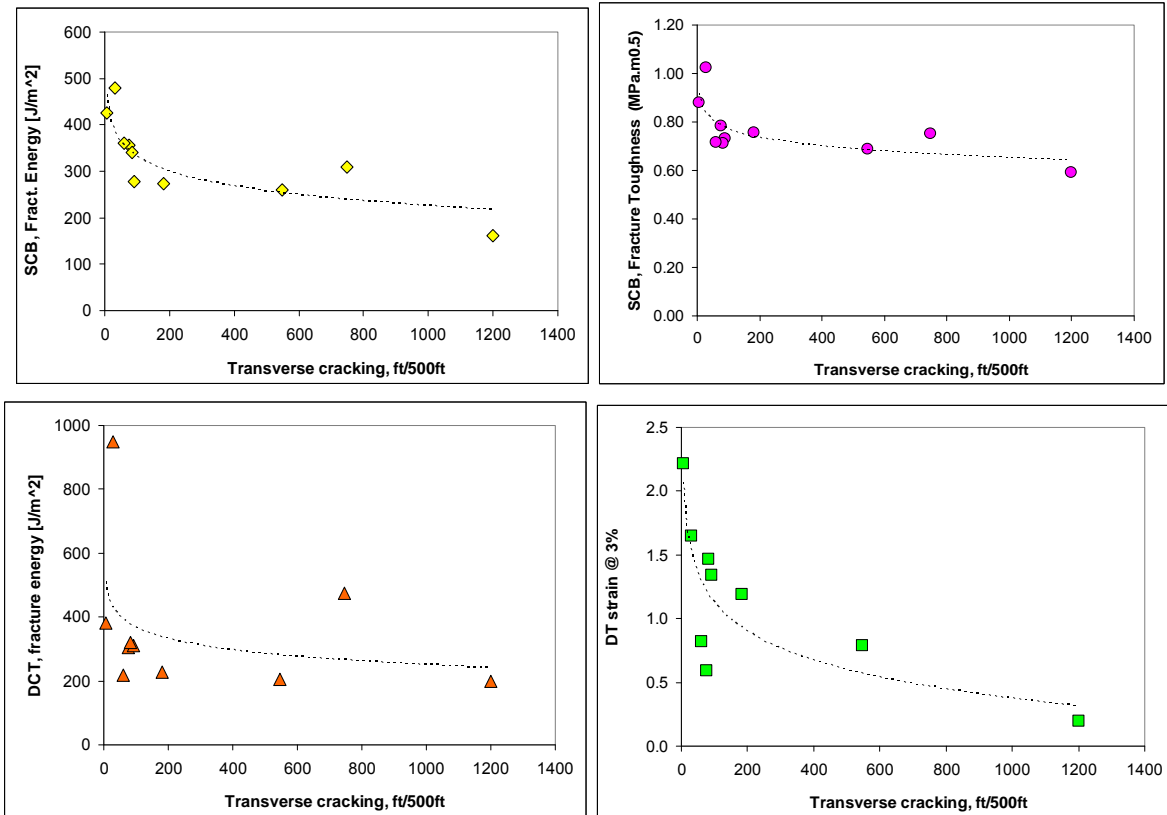 600
500
400
300
200
100
0
SCB, Fract. Energy [J/m^2]
0 200 400 600 800 1000 1200 1400
Transverse cracking, ft/500ft
1.20
1.00
0.80
0.60
0.40
0.20
0.00
SCB, Fracture Toughness (MPa.m0.5)
0 200 400 600 800 1000 1200 1400
Transverse cracking, ft/500ft
1000
800
600
400
200
0
DCT, fracture energy [J/m^2]
0 200 400 600 800 1000 1200 1400
Transverse cracking, ft/500ft
2.5
2.0
1.5
1.0
0.5
0.0
DT strain @ 3%
0 200 400 600 800 1000 1200 1400
Transverse cracking, ft/500ft